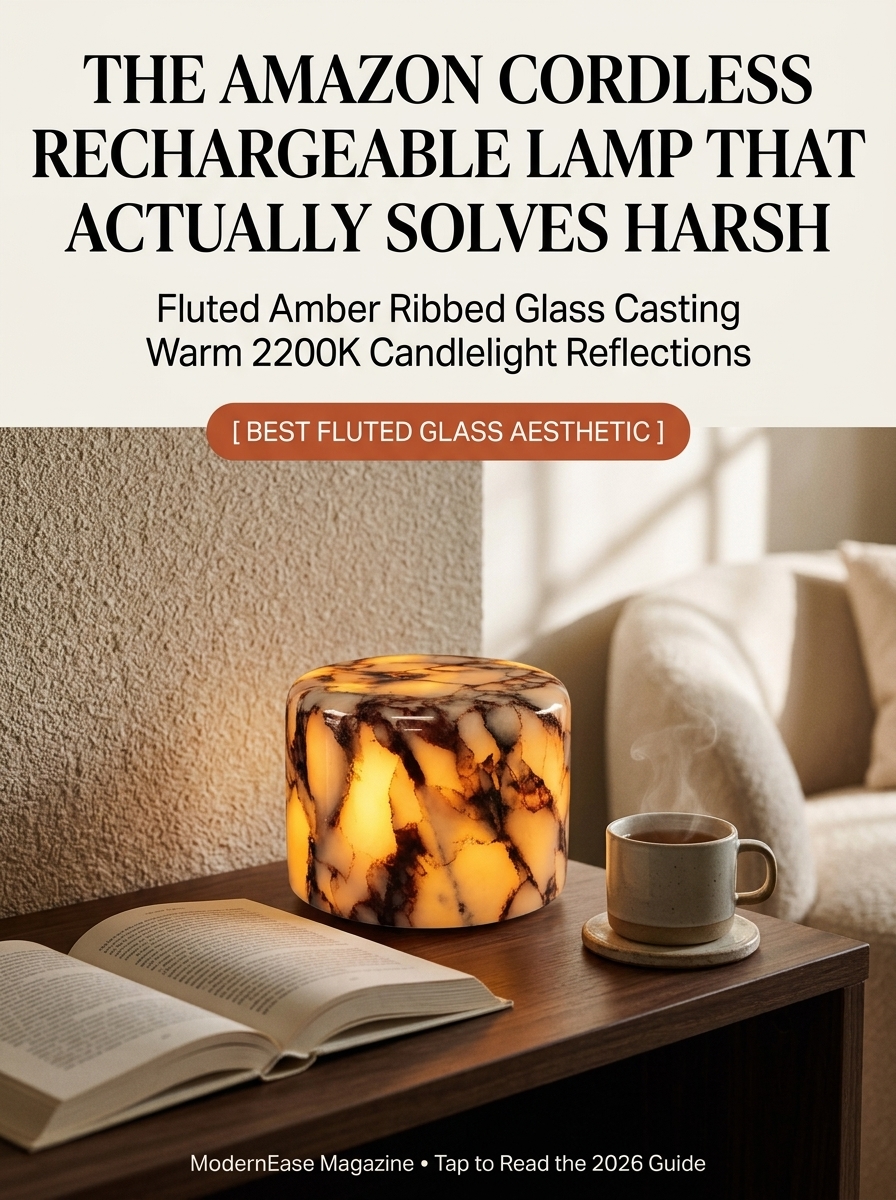 THE AMAZON CORDLESS
RECHARGEABLE LAMP THAT
ACTUALLY SOLVES HARSH
Fluted Amber Ribbed Glass Casting
Warm 2200K Candlelight Reflections
[ BEST FLUTED GLASS AESTHETIC ]
ModernEase Magazine • Tap to Read the 2026 Guide